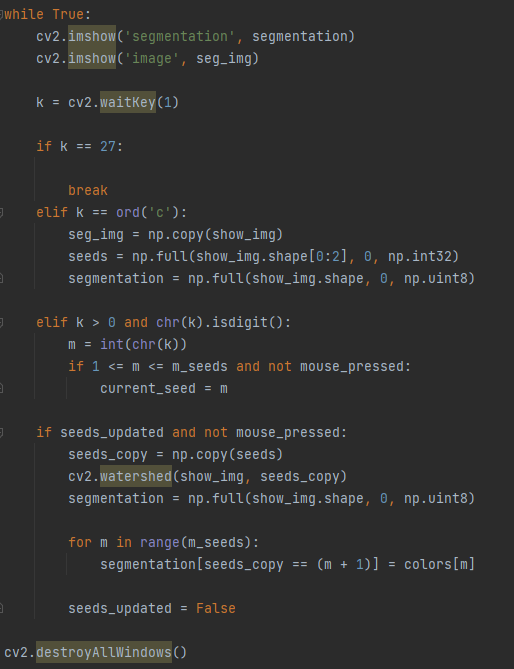 while True:
    cv2.imshow('segmentation', segmentation)
    cv2.imshow('image', seg_img)

    k = cv2.waitKey(1)

    if k == 27:

        break
    elif k == ord('c'):
        seg_img = np.copy(show_img)
        seeds = np.full(show_img.shape[0:2], 0, np.int32)
        segmentation = np.full(show_img.shape, 0, np.uint8)

    elif k > 0 and chr(k).isdigit():
        m = int(chr(k))
        if 1 <= m <= m_seeds and not mouse_pressed:
            current_seed = m

    if seeds_updated and not mouse_pressed:
        seeds_copy = np.copy(seeds)
        cv2.watershed(show_img, seeds_copy)
        segmentation = np.full(show_img.shape, 0, np.uint8)

        for m in range(m_seeds):
            segmentation[seeds_copy == (m + 1)] = colors[m]

        seeds_updated = False

cv2.destroyAllWindows()